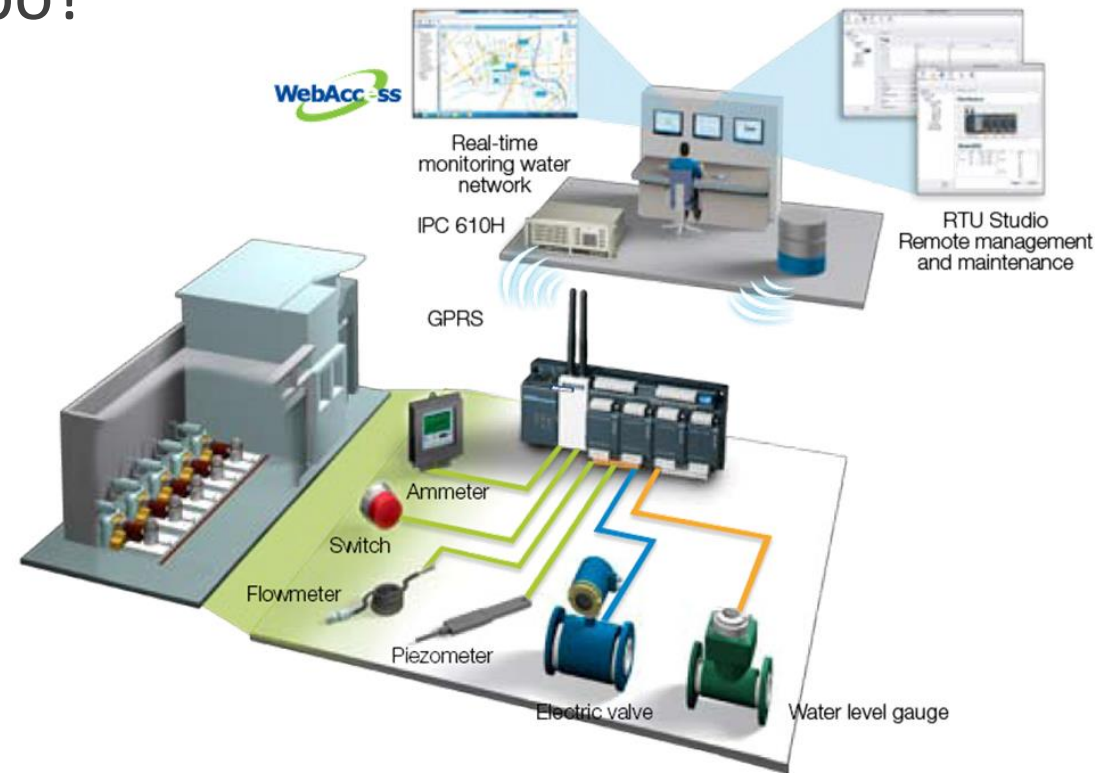 WebAccess
Real-time
monitoring water
network
IPC 610H
RTU Studio
Remote management
and maintenance
GPRS
Ammeter
Switch
Flowmeter
Piezometer
Electric valve
Water level gauge